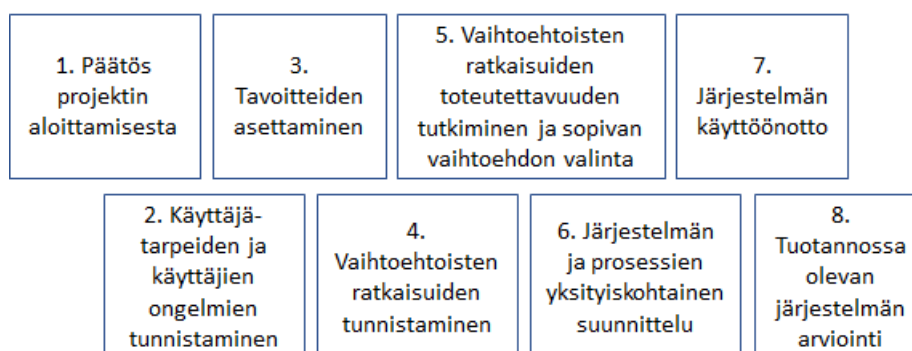 1. Päätös
projektin
aloittamisesta
2. Käyttäjä-
tarpeiden ja
käyttäjien
ongelmien
tunnistaminen
3.
Tavoitteiden
asettaminen
4.
Vaihtoehtoisten
ratkaisuiden
tunnistaminen
5. Vaihtoehtoisten
ratkaisuiden
toteutettavuuden
tutkiminen ja sopivan
vaihtoehdon valinta
6. Järjestelmän
ja prosessien
yksityiskohtainen
suunnittelu
7.
Järjestelmän
käyttöönotto
8.
Tuotannossa
olevan
järjestelmän
arviointi